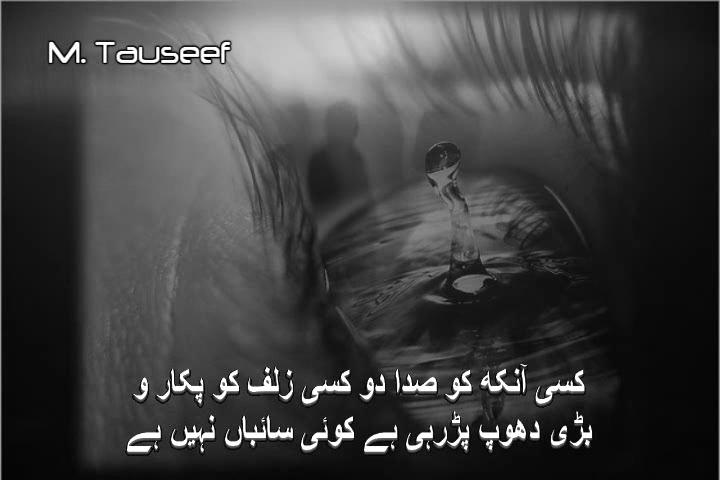 M. Tauseef
کسی آنکھ کو صدا دو کسی زلف کو پکار و
بڑی دھوپ پڑرہی ہے کوئی سائباں نہیں ہے